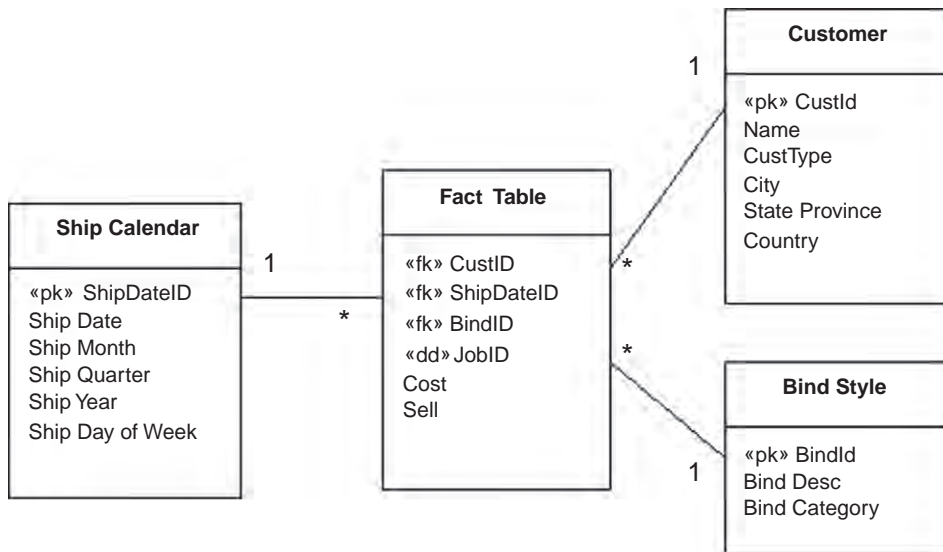 Customer
1
«pk» CustId
Name
CustType
City
State Province
Country
Fact Table
«fk» CustID
«fk» ShipDateID
«fk» BindID
«dd» JobID
Cost
Sell
*
*
*
Ship Calendar
1
«pk» ShipDateID
Ship Date
Ship Month
Ship Quarter
Ship Year
Ship Day of Week
Bind Style
1
«pk» BindId
Bind Desc
Bind Category